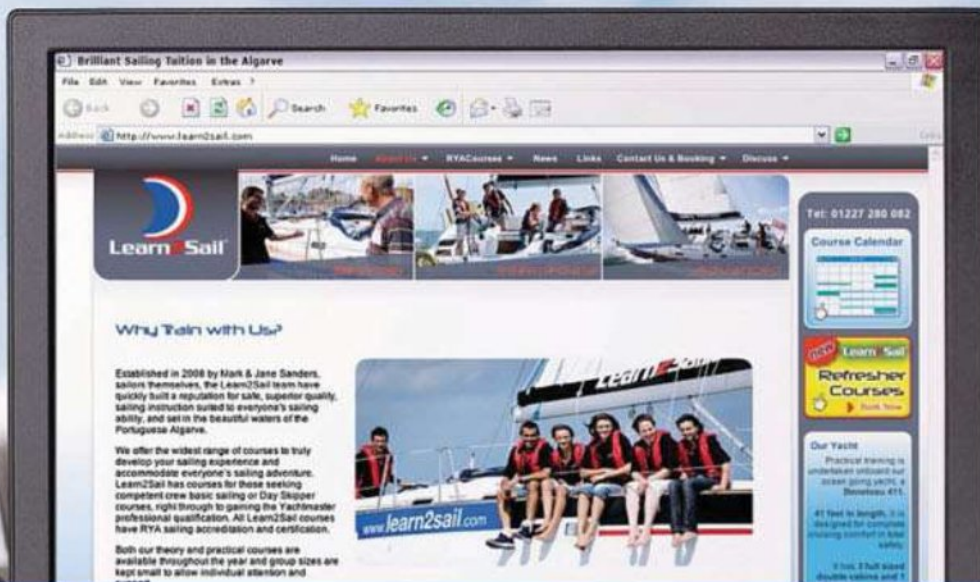 Brilliant Sailing Tuition in the Algarve
File Edit View Favorites Extras
Back Search Favorites
Address http://www.learn2sail.com
Home About Us RYACourses News Links Contact Us & Booking Discuss
Learn2Sail
Tel: 01227 280 082
Course Calendar
new Learn2Sail
Refresher
Courses
Book Now
Why Train with Us?
Established in 2008 by Mark & Jane Sanders,
sailors themselves, the Learn2Sail team have
quickly built a reputation for safe, superior quality,
sailing instruction suited to everyone's sailing
ability, and set in the beautiful waters of the
Portuguese Algarve.
We offer the widest range of courses to truly
develop your sailing experience and
accommodate everyone's sailing adventure.
Learn2Sail has courses for those seeking
competent crew basic sailing or Day Skipper
courses, right through to gaining the Yachtmaster
professional qualification. All Learn2Sail courses
have RYA sailing accreditation and certification.
Both our theory and practical courses are
available throughout the year and group sizes are
kept small to allow individual attention and
support
Learn2Sail
www.learn2sail.com
Our Yacht
Practical training is
undertaken onboard our
ocean going yacht, a
Beneteau 411.
41 feet in length, it is
designed for complete
cruising comfort in total
safety.
It has 3 full sized
double cabins and 1